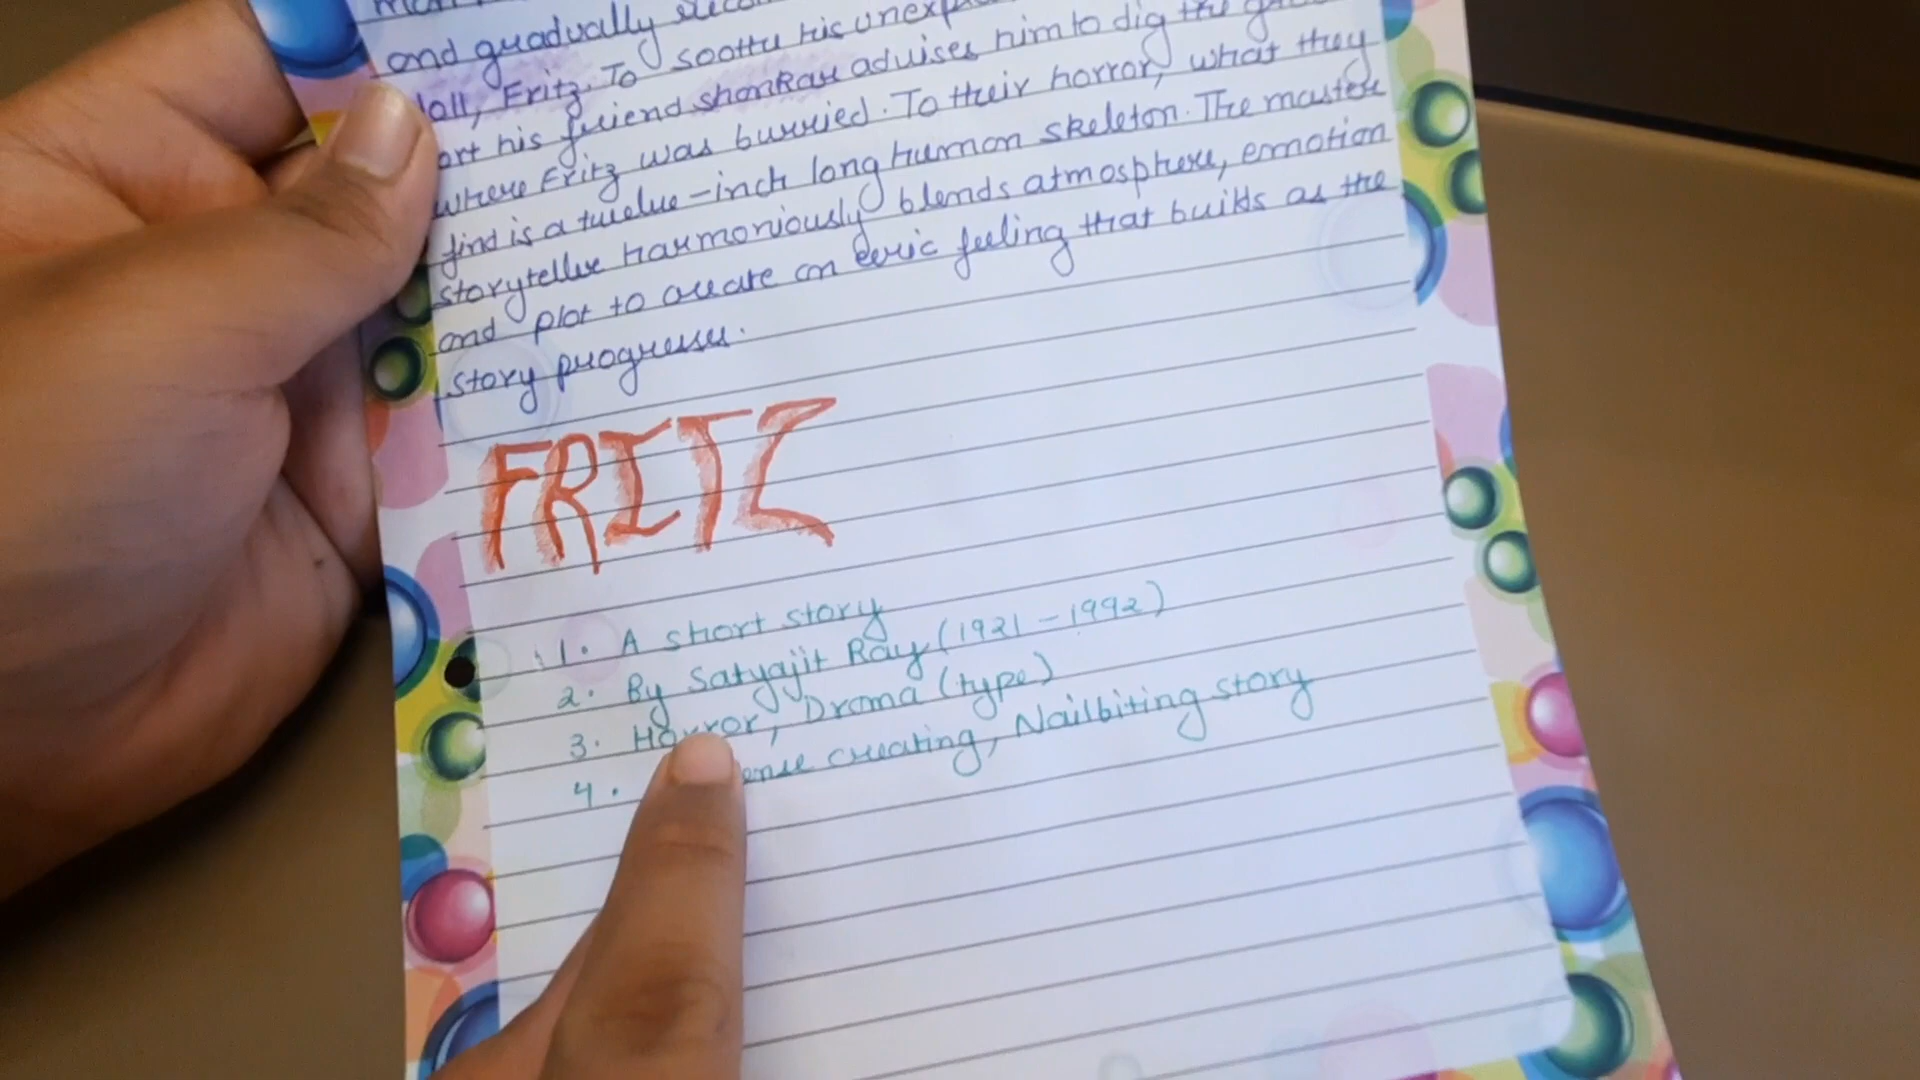 and gradually
doll, Fritz. To soothe his
ort his friend shankar advises him to dig the
where Fritz was burried. To their horror, what they
find is a twelve-inch long human skeleton. The master
storyteller harmoniously blends atmosphere, emotion
and plot to create an eeric feeling that builds as the
story progresses.
FRITZ
1. A short story
2. By Satyajit Ray (1921 - 1992)
3. Horror, Drama (type)
4. ense creating, Nailbiting story